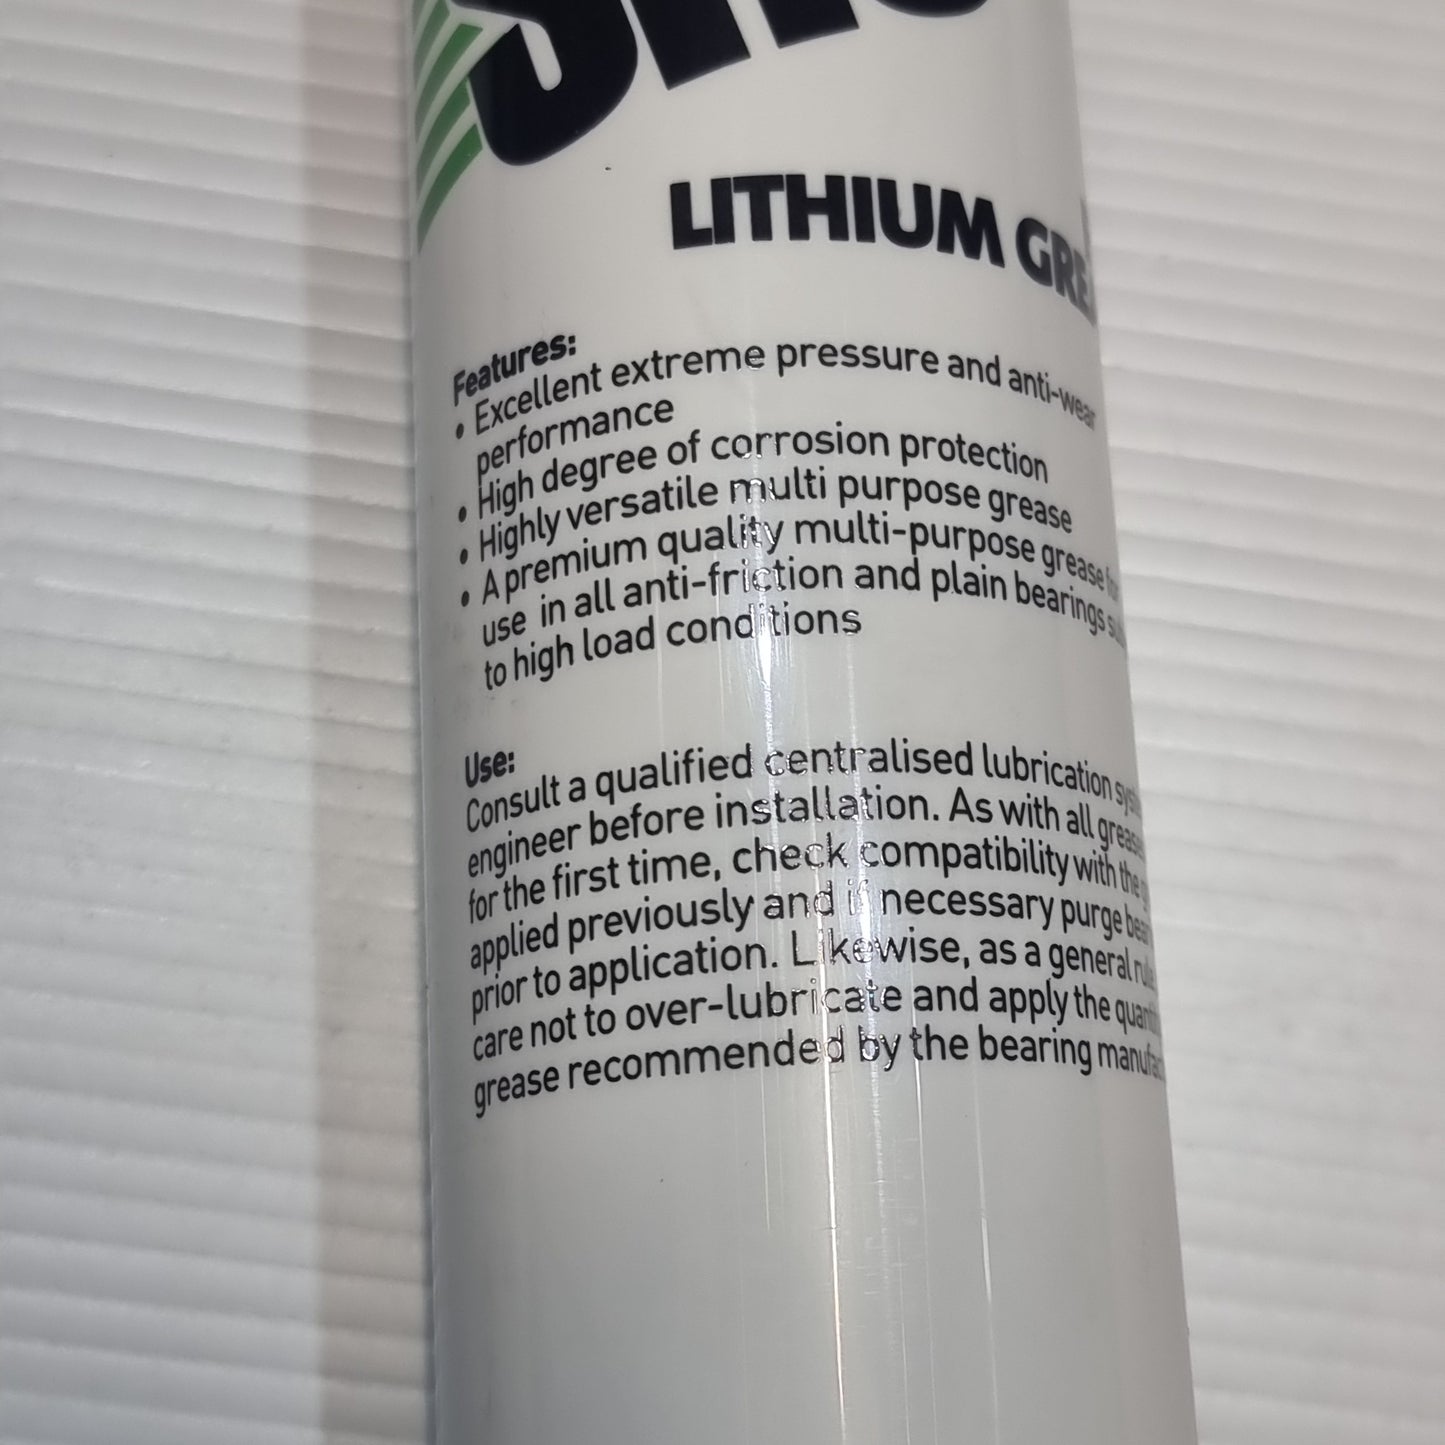 LITHIUM
Features:
• Excellent extreme pressure and anti-wear
performance
• High degree of corrosion protection
• Highly versatile multi purpose grease
• A premium quality multi-purpose grease for
use in all anti-friction and plain bearings
to high load conditions
Use:
Consult a qualified centralised lubrication
engineer before installation. As with all
for the first time, check compatibility with the
applied previously and if necessary purge
prior to application. Likewise, as a general
care not to over-lubricate and apply the
grease recommended by the bearing